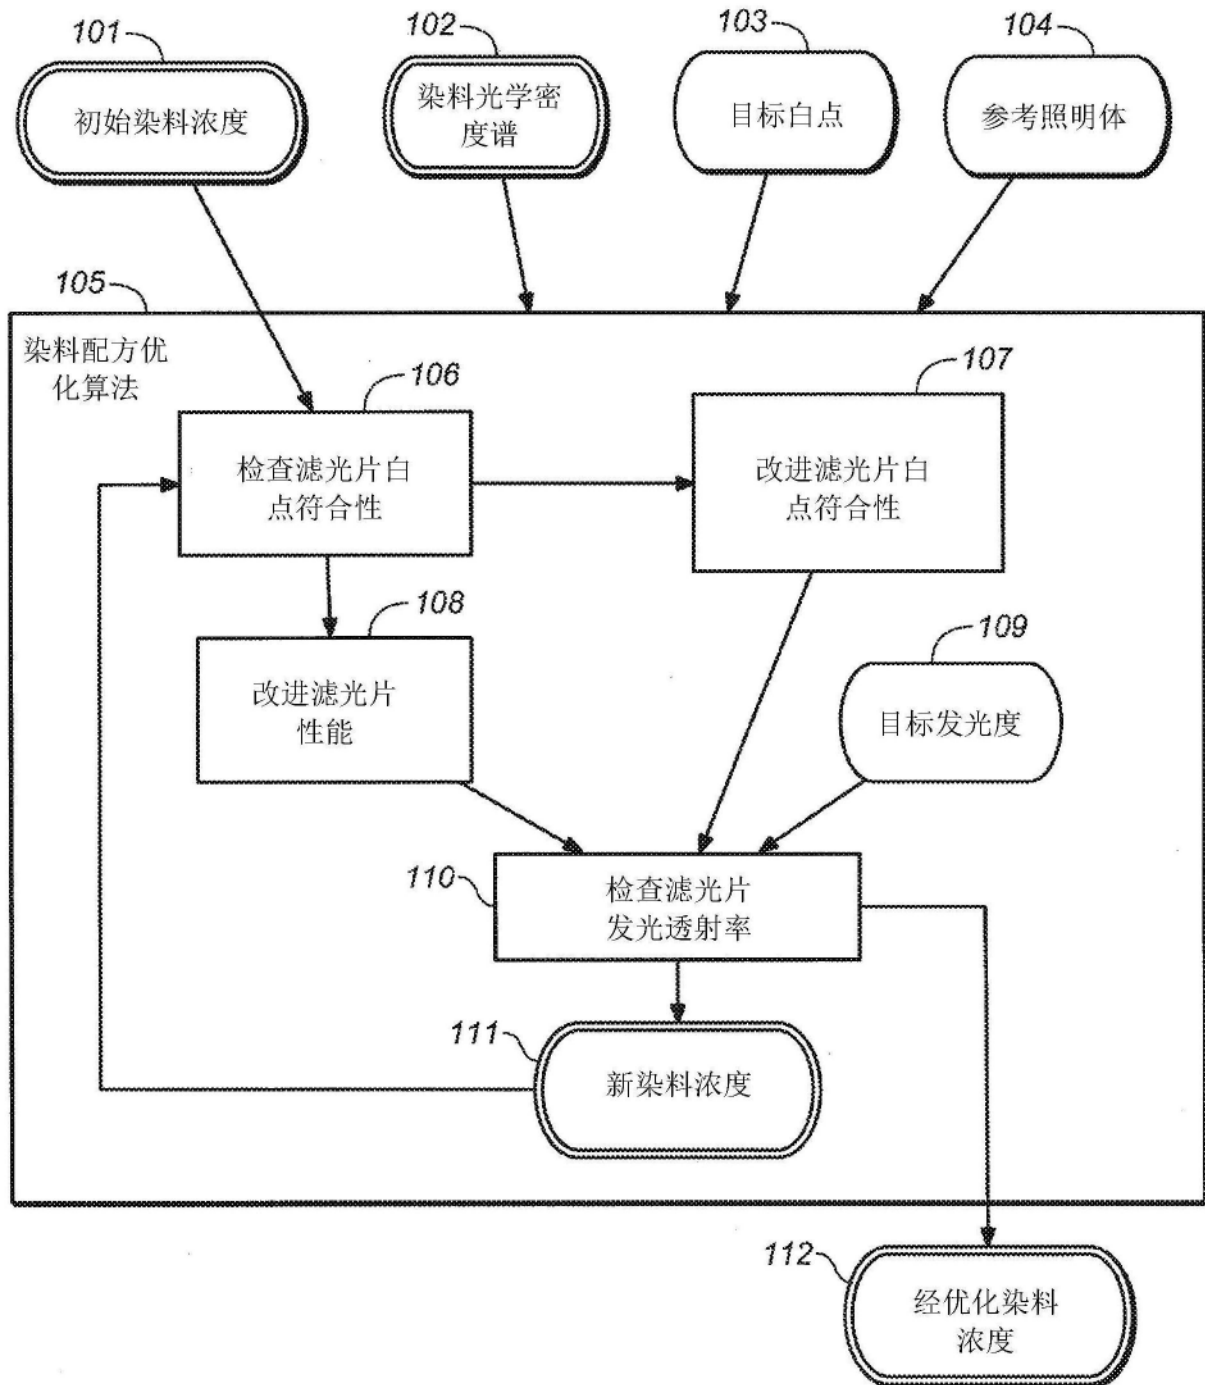 101
102
103
104
初始染料浓度
染料光学密
度谱
目标白点
参考照明体
105
染料配方优
化算法
106
107
检查滤光片白
点符合性
改进滤光片白
点符合性
108
109
改进滤光片
性能
目标发光度
110
检查滤光片
发光透射率
111
新染料浓度
112
经优化染料
浓度